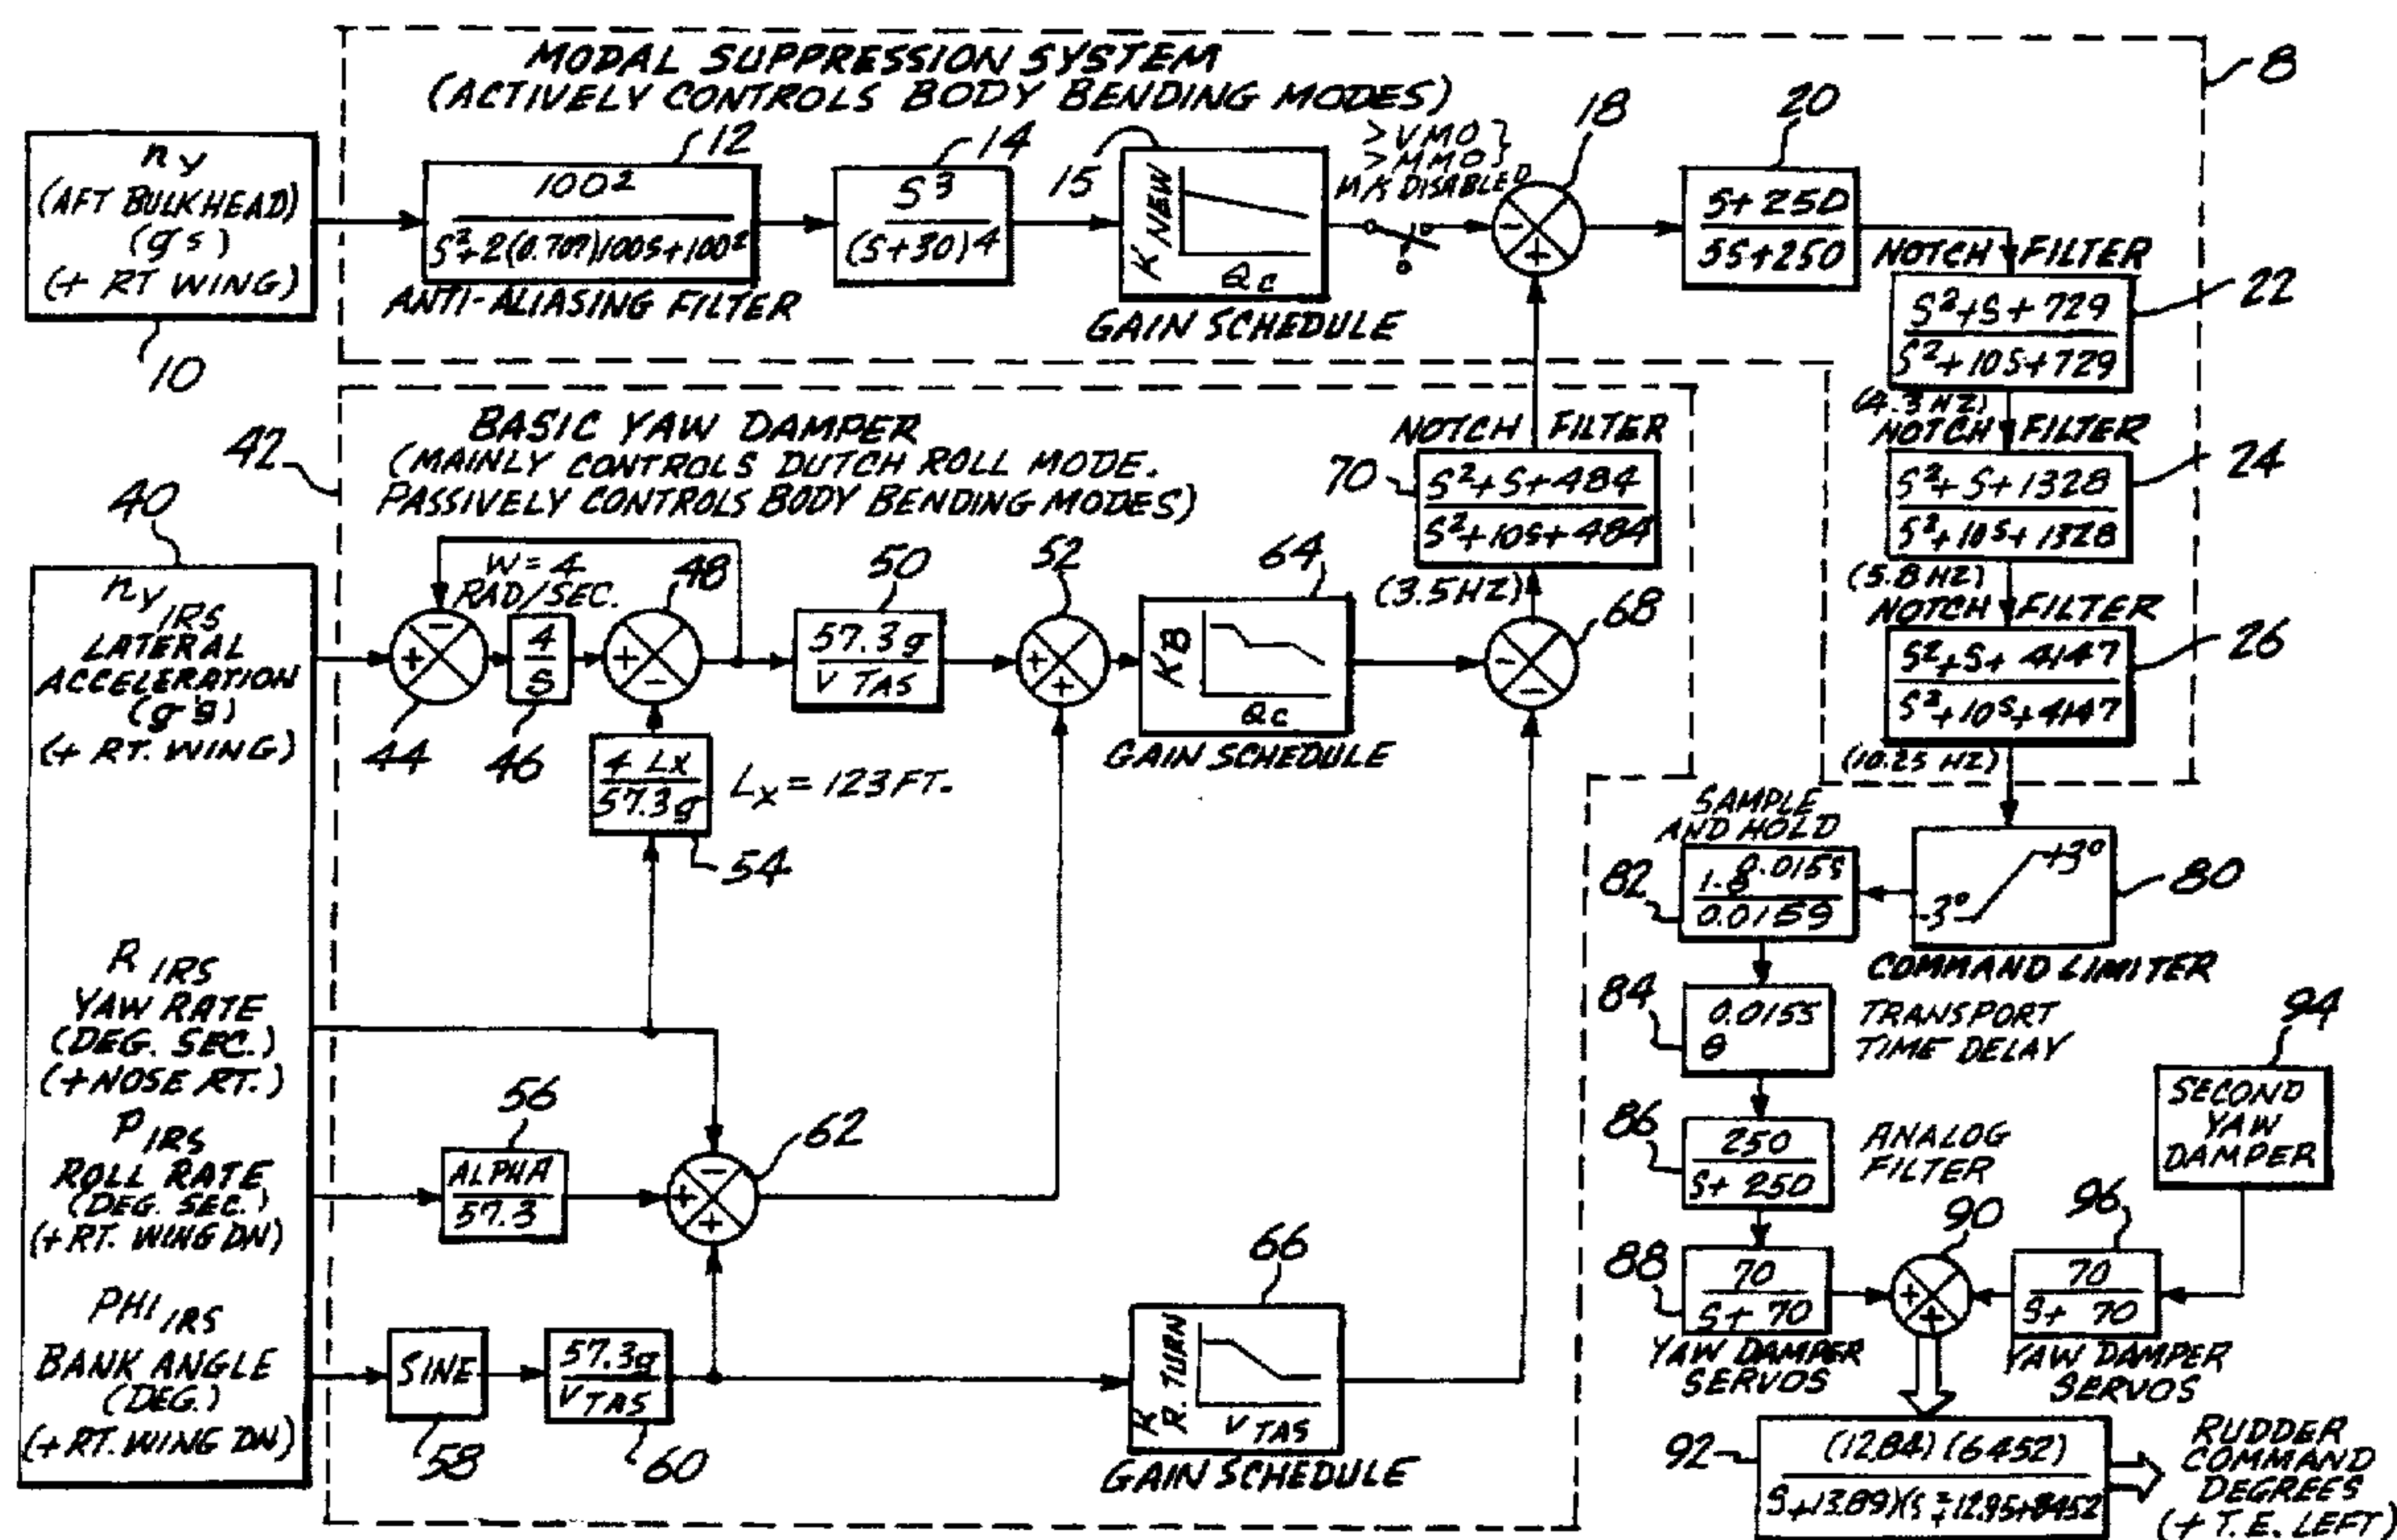 MODAL SUPPRESSION SYSTEM
(ACTIVELY CONTROLS BODY BENDING MODES)
8
ny
(AFT BULKHEAD)
(g's)
(+ RT WING)
10
12
100²
S²+2(0.707)100S+100²
ANTI-ALIASING FILTER
14
S³
(S+30)⁴
15
K NEW
Qc
GAIN SCHEDULE
>VMO }
>MMO }
DISABLED
18
-
+
20
S+250
5S+250
NOTCH FILTER
S²+S+729
S²+10S+729
22
(4.3 HZ)
NOTCH FILTER
S²+S+1328
S²+10S+1328
24
(5.8 HZ)
NOTCH FILTER
S²+S+4147
S²+10S+4147
26
(10.25 HZ)
42
BASIC YAW DAMPER
(MAINLY CONTROLS DUTCH ROLL MODE.
PASSIVELY CONTROLS BODY BENDING MODES)
NOTCH FILTER
70
S²+S+484
S²+10S+484
(3.5HZ)
40
ny IRS
LATERAL
ACCELERATION
(g's)
(+ RT. WING)
R IRS
YAW RATE
(DEG. SEC.)
(+NOSE RT.)
P IRS
ROLL RATE
(DEG. SEC.)
(+RT. WING DN)
PHI IRS
BANK ANGLE
(DEG.)
(+RT. WING DN)
W=4
RAD/SEC.
-
+
44
4
S
46
48
+
-
50
57.3g
V TAS
52
+
+
64
KB
Qc
GAIN SCHEDULE
68
-
-
4 Lx
57.3g
Lx = 123 FT.
54
56
ALPHA
57.3
62
-
+
+
SINE
58
57.3g
V TAS
60
66
K R. TURN
V TAS
GAIN SCHEDULE
+3°
-3°
80
COMMAND LIMITER
SAMPLE
AND HOLD
82
0.015S
0.015S
84
0.015S
TRANSPORT
TIME DELAY
86
250
S+ 250
ANALOG
FILTER
88
70
S+ 70
YAW DAMPER
SERVOS
90
+
+
94
SECOND
YAW
DAMPER
96
70
S+ 70
YAW DAMPER
SERVOS
92
(12.84) (6452)
RUDDER
COMMAND
DEGREES
(+ T.E. LEFT)